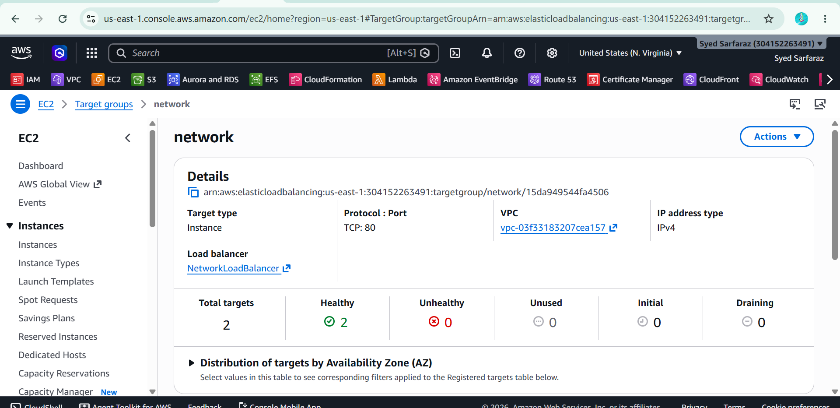 us-east-1.console.aws.amazon.com/ec2/home?region=us-east-1#TargetGroup:targetGroupArn=arn:aws:elasticloadbalancing:us-east-1:304152263491:targetgr...
aws
Search
[Alt+S]
United States (N. Virginia)
Syed Sarfaraz (304152263491)
Syed Sarfaraz
IAM VPC EC2 S3 Aurora and RDS EFS CloudFormation Lambda Amazon EventBridge Route 53 Certificate Manager CloudFront CloudWatch
EC2 Target groups network
EC2
Dashboard
AWS Global View
Events
Instances
Instances
Instance Types
Launch Templates
Spot Requests
Savings Plans
Reserved Instances
Dedicated Hosts
Capacity Reservations
Capacity Manager New
network
Actions
Details
arn:aws:elasticloadbalancing:us-east-1:304152263491:targetgroup/network/15da949544fa4506
Target type
Instance
Protocol : Port
TCP: 80
VPC
vpc-03f33183207cea157
IP address type
IPv4
Load balancer
NetworkLoadBalancer
Total targets
2
Healthy
2
Unhealthy
0
Unused
0
Initial
0
Draining
0
Distribution of targets by Availability Zone (AZ)
Select values in this table to see corresponding filters applied to the Registered targets table below.
CloudShell Agent Toolkit for AWS Feedback Console Mobile App © 2026, Amazon Web Services, Inc. or its affiliates. Privacy Terms Cookie preferences